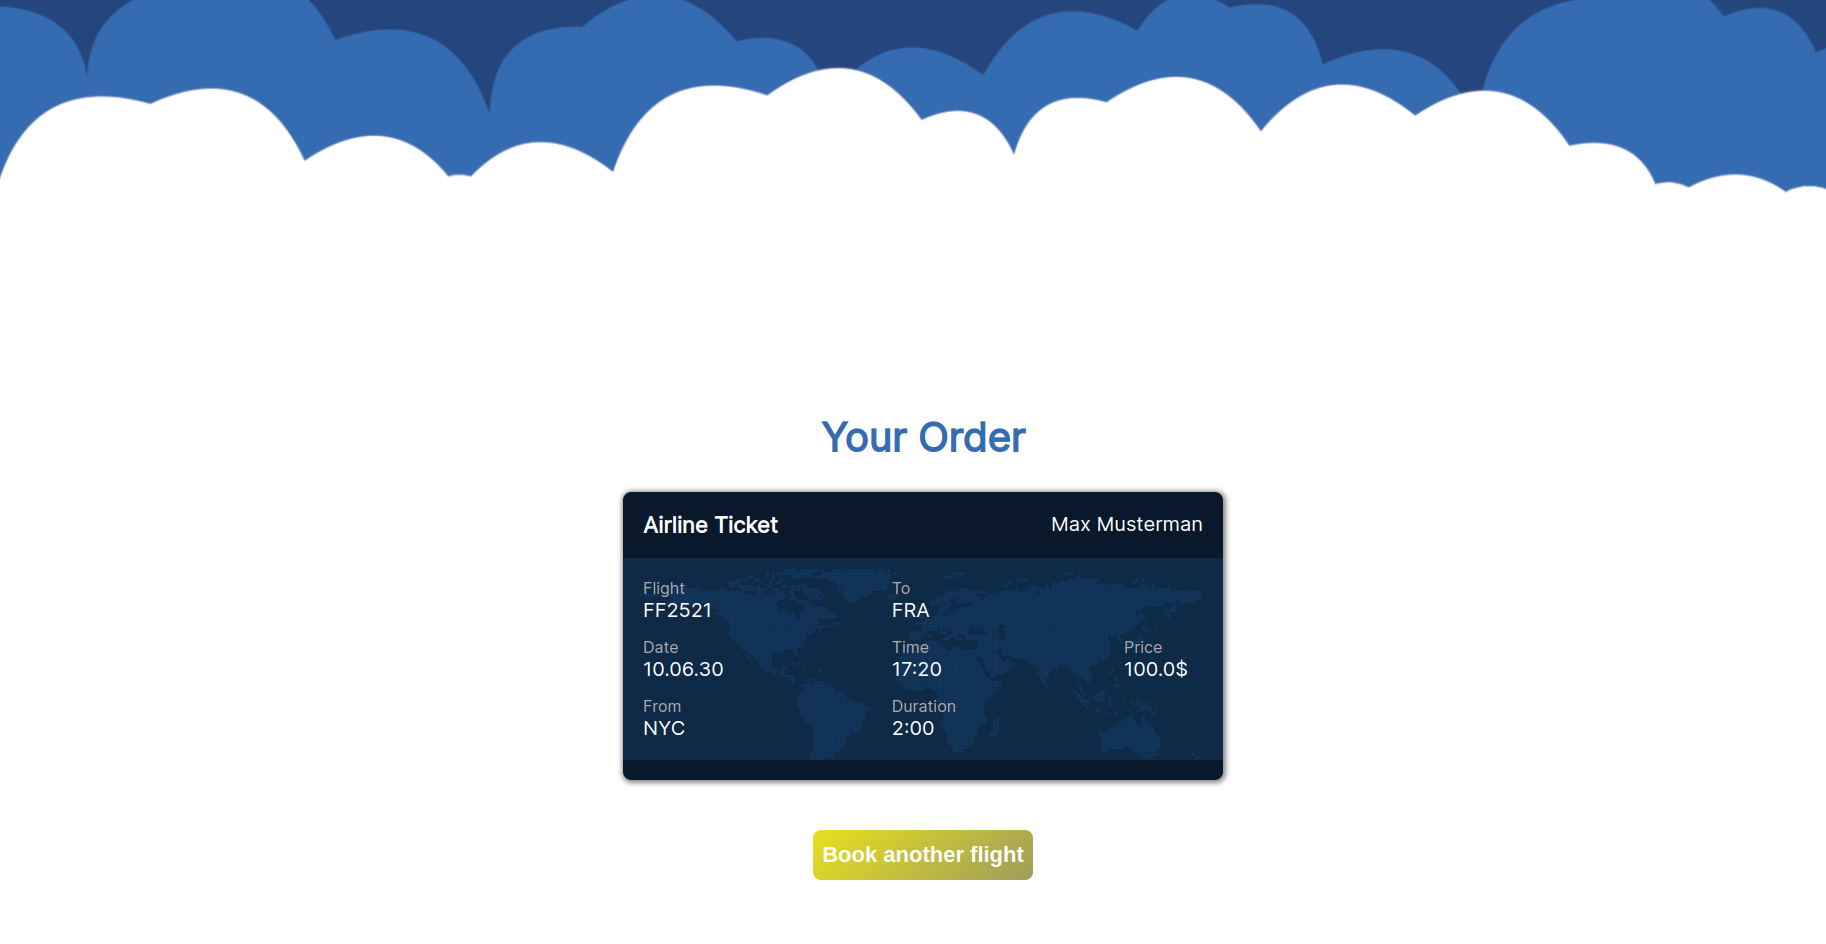 Your Order
Airline Ticket
Max Musterman
Flight
To
FF2521
FRA
Date
Time
Price
10.06.30
17:20
100.0$
From
Duration
NYC
2:00
Book another flight